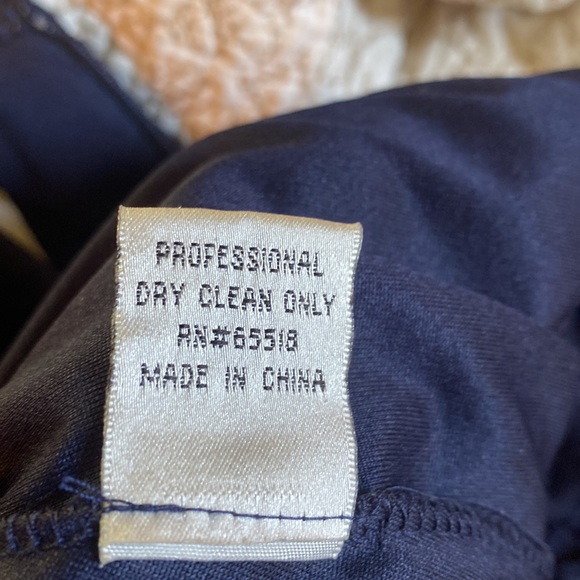 PROFESSIONAL
DRY CLEAN ONLY
RN#65518
MADE IN CHINA